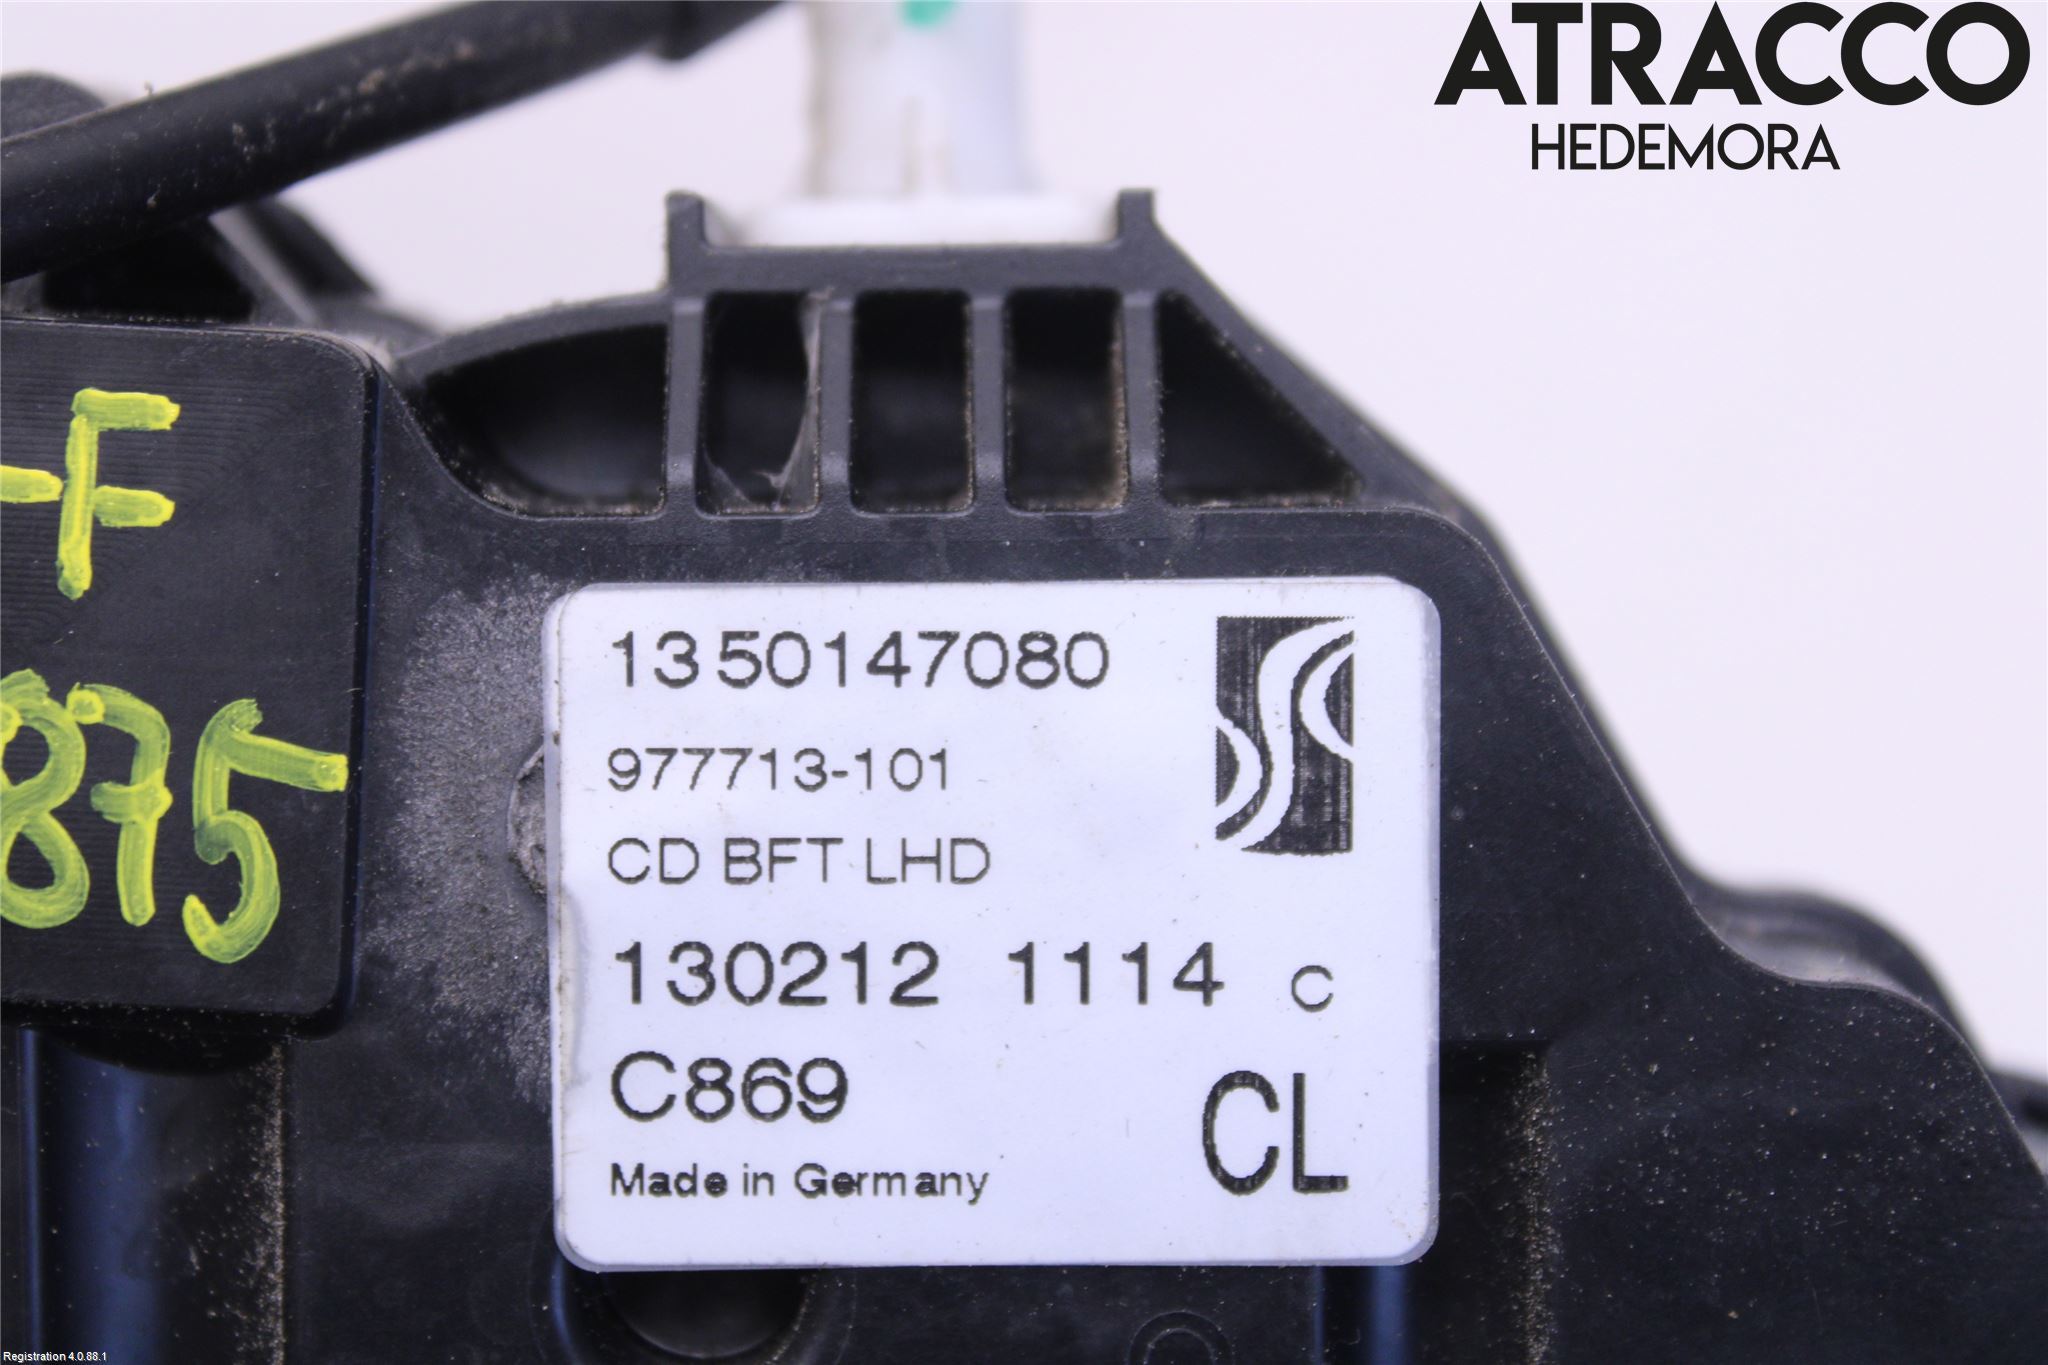 ATRACCO
HEDEMORA
-F
875
1350147080
977713-101
CD BFT LHD
130212 1114 C
C869
CL
Made in Germany
Registration 4.0.88.1